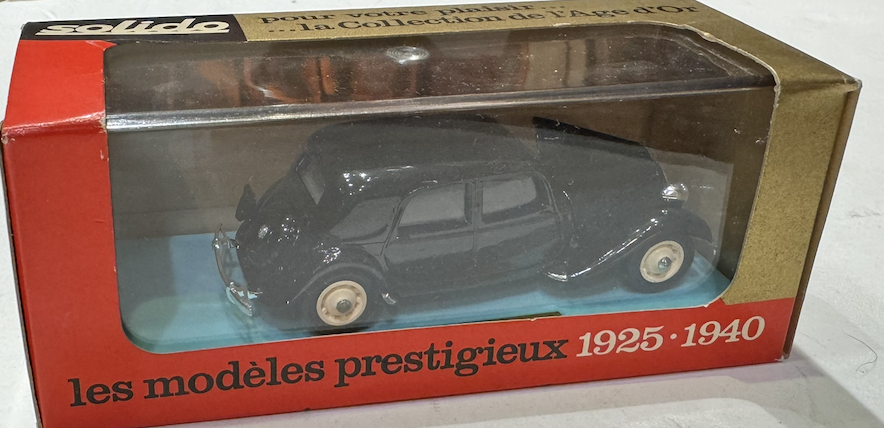 solido
pour votre plaisir...
...la Collection de l'Age d'Or
les modèles prestigieux 1925·1940